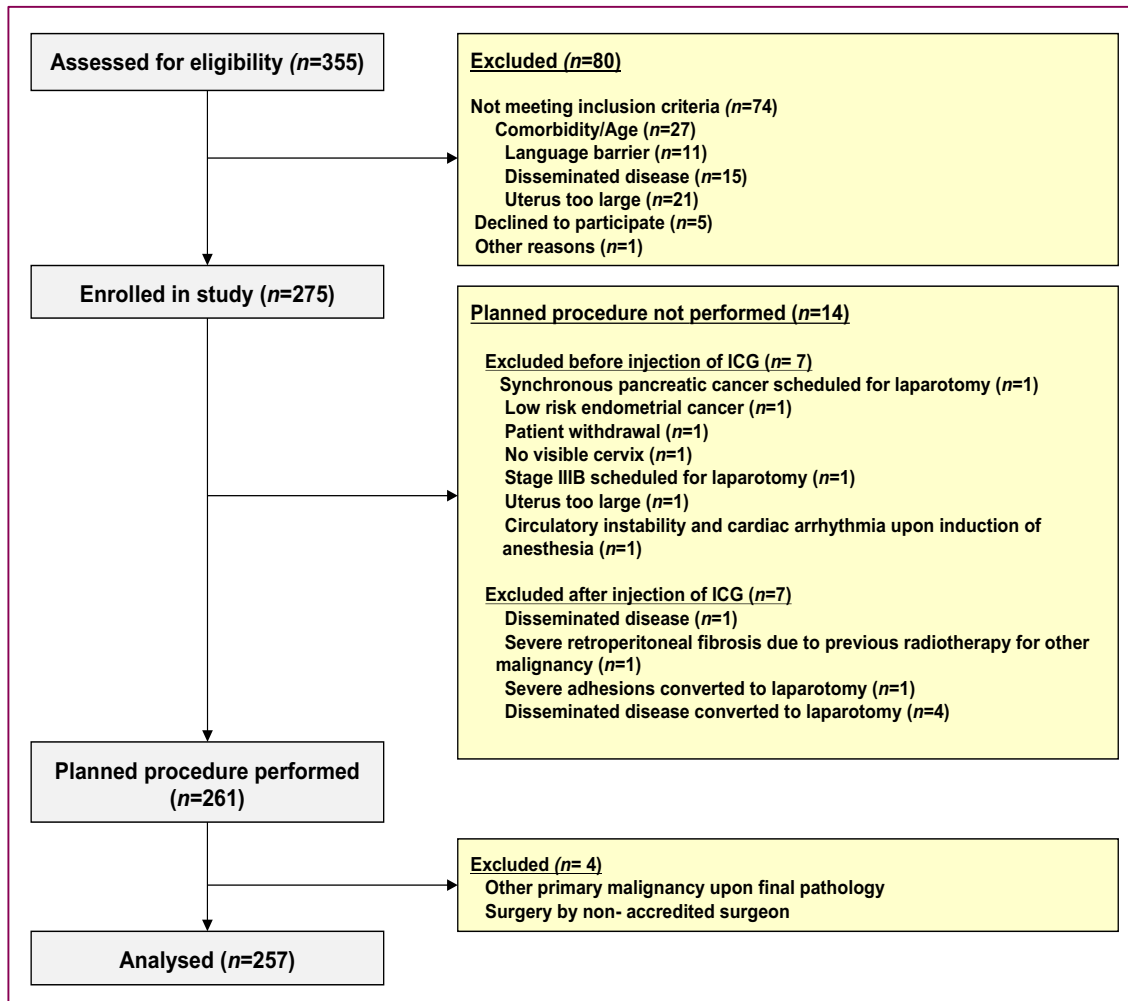 Assessed for eligibility (n=355)
Excluded (n=80)
Not meeting inclusion criteria (n=74)
Comorbidity/Age (n=27)
Language barrier (n=11)
Disseminated disease (n=15)
Uterus too large (n=21)
Declined to participate (n=5)
Other reasons (n=1)
Enrolled in study (n=275)
Planned procedure not performed (n=14)
Excluded before injection of ICG (n= 7)
Synchronous pancreatic cancer scheduled for laparotomy (n=1)
Low risk endometrial cancer (n=1)
Patient withdrawal (n=1)
No visible cervix (n=1)
Stage IIIB scheduled for laparotomy (n=1)
Uterus too large (n=1)
Circulatory instability and cardiac arrhythmia upon induction of
anesthesia (n=1)
Excluded after injection of ICG (n=7)
Disseminated disease (n=1)
Severe retroperitoneal fibrosis due to previous radiotherapy for other
malignancy (n=1)
Severe adhesions converted to laparotomy (n=1)
Disseminated disease converted to laparotomy (n=4)
Planned procedure performed
(n=261)
Excluded (n= 4)
Other primary malignancy upon final pathology
Surgery by non- accredited surgeon
Analysed (n=257)